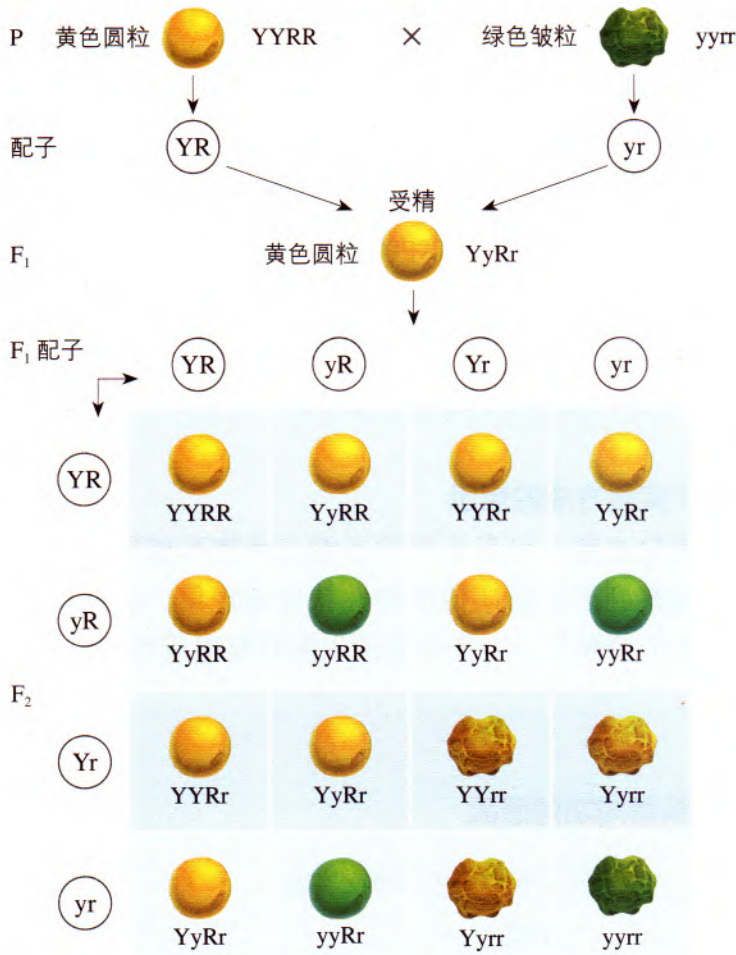 P 黄色圆粒 YYRR × 绿色皱粒 yyrr
配子 YR yr
受精
F₁ 黄色圆粒 YyRr
F₁ 配子 YR yR Yr yr
YR
YYRR YyRR YYRr YyRr
yR
YyRR yyRR YyRr yyRr
F₂
Yr
YYRr YyRr YYrr Yyrr
yr
YyRr yyRr Yyrr yyrr